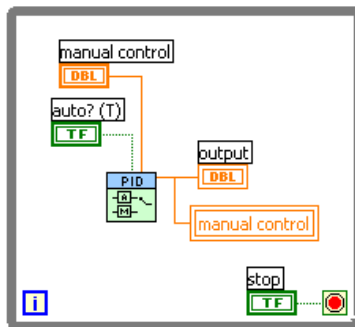 manual control
DBL
auto? (T)
TF
PID
A
M
output
DBL
manual control
stop
TF
i